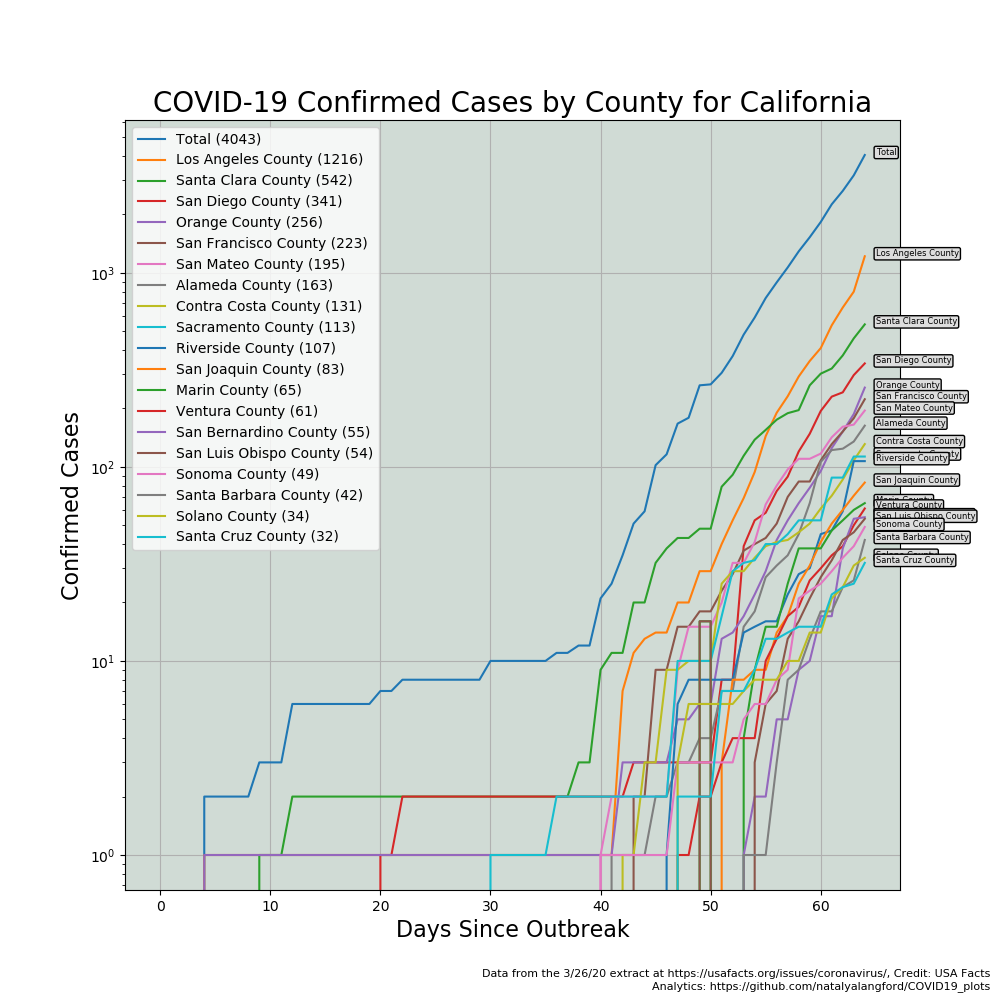 COVID-19 Confirmed Cases by County for California
Total (4043)
Los Angeles County (1216)
Santa Clara County (542)
San Diego County (341)
Orange County (256)
San Francisco County (223)
San Mateo County (195)
Alameda County (163)
Contra Costa County (131)
Sacramento County (113)
Riverside County (107)
San Joaquin County (83)
Marin County (65)
Ventura County (61)
San Bernardino County (55)
San Luis Obispo County (54)
Sonoma County (49)
Santa Barbara County (42)
Solano County (34)
Santa Cruz County (32)
Total
Los Angeles County
Santa Clara County
San Diego County
Orange County
San Francisco County
San Mateo County
Alameda County
Contra Costa County
Riverside County
San Joaquin County
Ventura County
San Luis Obispo County
Sonoma County
Santa Barbara County
Santa Cruz County
10³
10²
10¹
10⁰
Confirmed Cases
0 10 20 30 40 50 60
Days Since Outbreak
Data from the 3/26/20 extract at https://usafacts.org/issues/coronavirus/, Credit: USA Facts
Analytics: https://github.com/natalyalangford/COVID19_plots